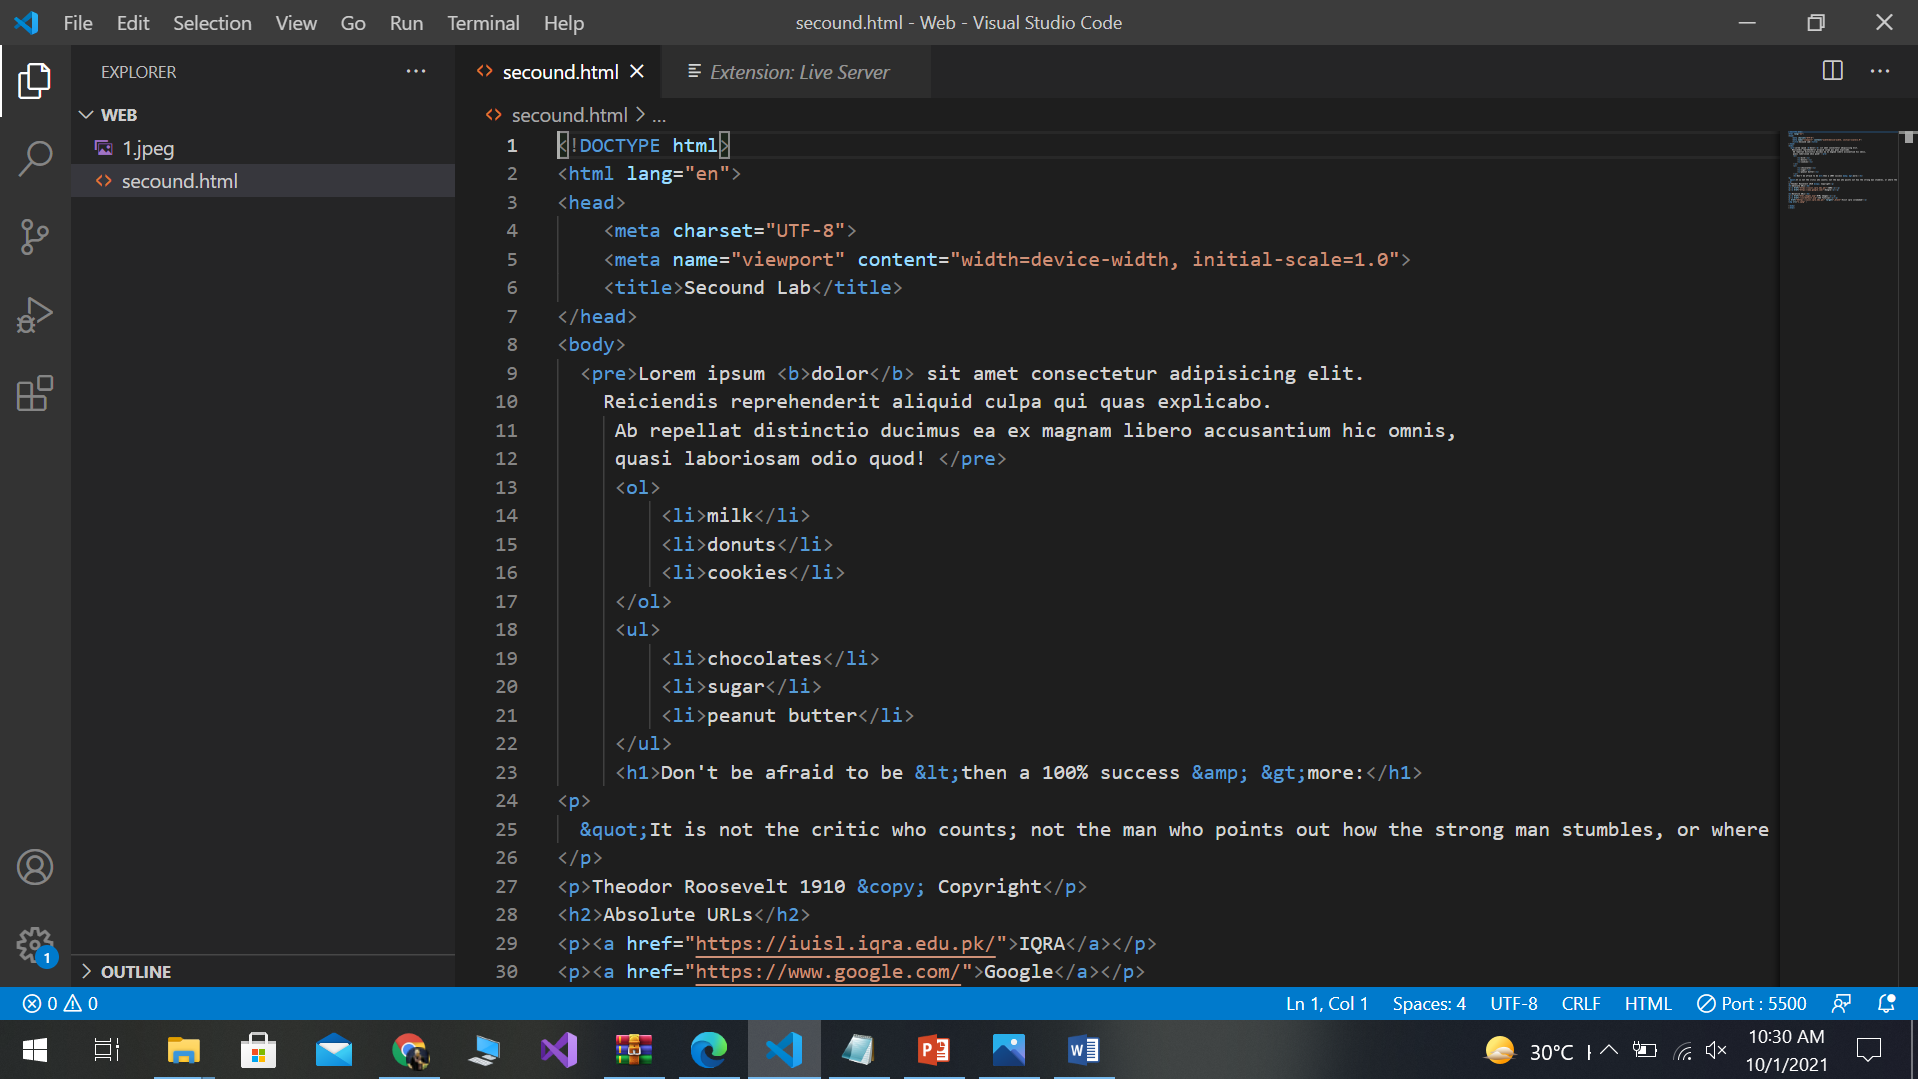 File Edit Selection View Go Run Terminal Help
secound.html - Web - Visual Studio Code
EXPLORER
WEB
1.jpeg
secound.html
OUTLINE
secound.html
Extension: Live Server
secound.html > ...
1 <!DOCTYPE html>
2 <html lang="en">
3 <head>
4 <meta charset="UTF-8">
5 <meta name="viewport" content="width=device-width, initial-scale=1.0">
6 <title>Secound Lab</title>
7 </head>
8 <body>
9 <pre>Lorem ipsum <b>dolor</b> sit amet consectetur adipisicing elit.
10 Reiciendis reprehenderit aliquid culpa qui quas explicabo.
11 Ab repellat distinctio ducimus ea ex magnam libero accusantium hic omnis,
12 quasi laboriosam odio quod! </pre>
13 <ol>
14 <li>milk</li>
15 <li>donuts</li>
16 <li>cookies</li>
17 </ol>
18 <ul>
19 <li>chocolates</li>
20 <li>sugar</li>
21 <li>peanut butter</li>
22 </ul>
23 <h1>Don't be afraid to be &lt;then a 100% success &amp; &gt;more:</h1>
24 <p>
25 &quot;It is not the critic who counts; not the man who points out how the strong man stumbles, or where
26 </p>
27 <p>Theodor Roosevelt 1910 &copy; Copyright</p>
28 <h2>Absolute URLs</h2>
29 <p><a href="https://iuisl.iqra.edu.pk/">IQRA</a></p>
30 <p><a href="https://www.google.com/">Google</a></p>
1
0 0
Ln 1, Col 1 Spaces: 4 UTF-8 CRLF HTML Port : 5500
30°C
10:30 AM
10/1/2021